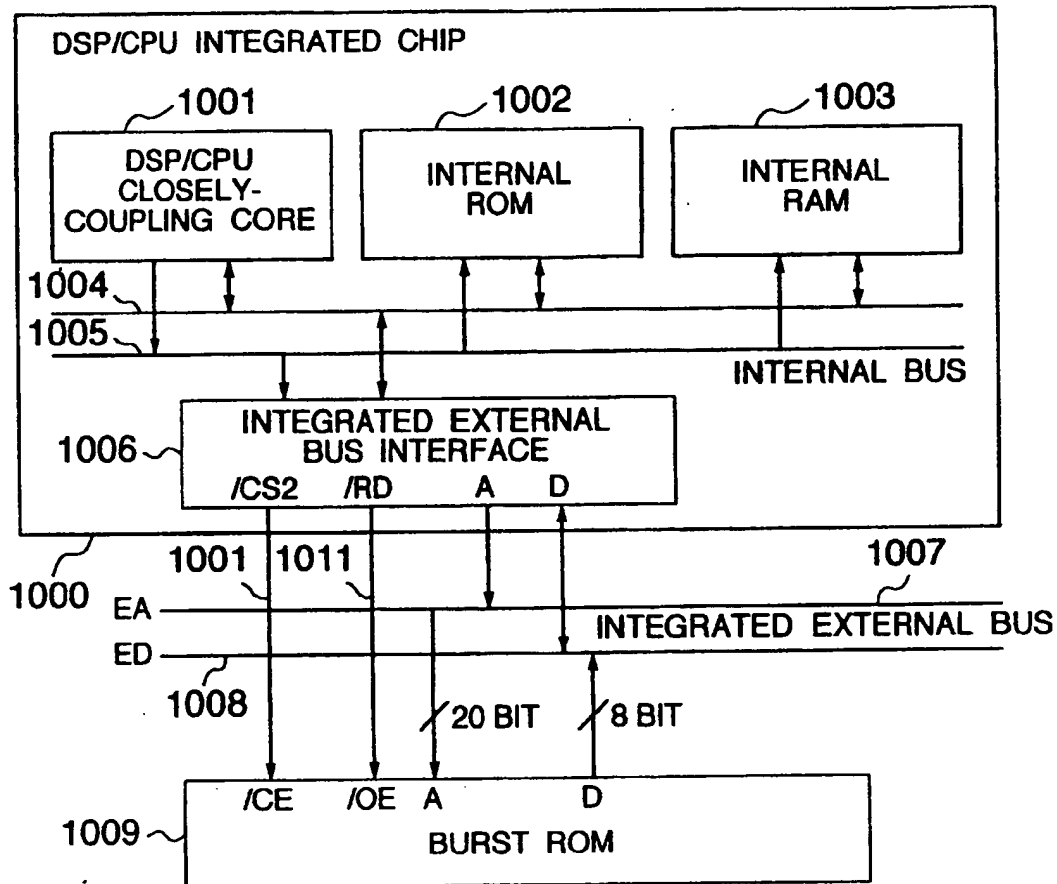 DSP/CPU INTEGRATED CHIP
1001
1002
1003
DSP/CPU
CLOSELY-
COUPLING CORE
INTERNAL
ROM
INTERNAL
RAM
1004
1005
INTERNAL BUS
INTEGRATED EXTERNAL
BUS INTERFACE
1006
/CS2
/RD
A
D
1000
1001
1011
1007
EA
INTEGRATED EXTERNAL BUS
ED
1008
20 BIT
8 BIT
/CE
/OE
A
D
1009
BURST ROM